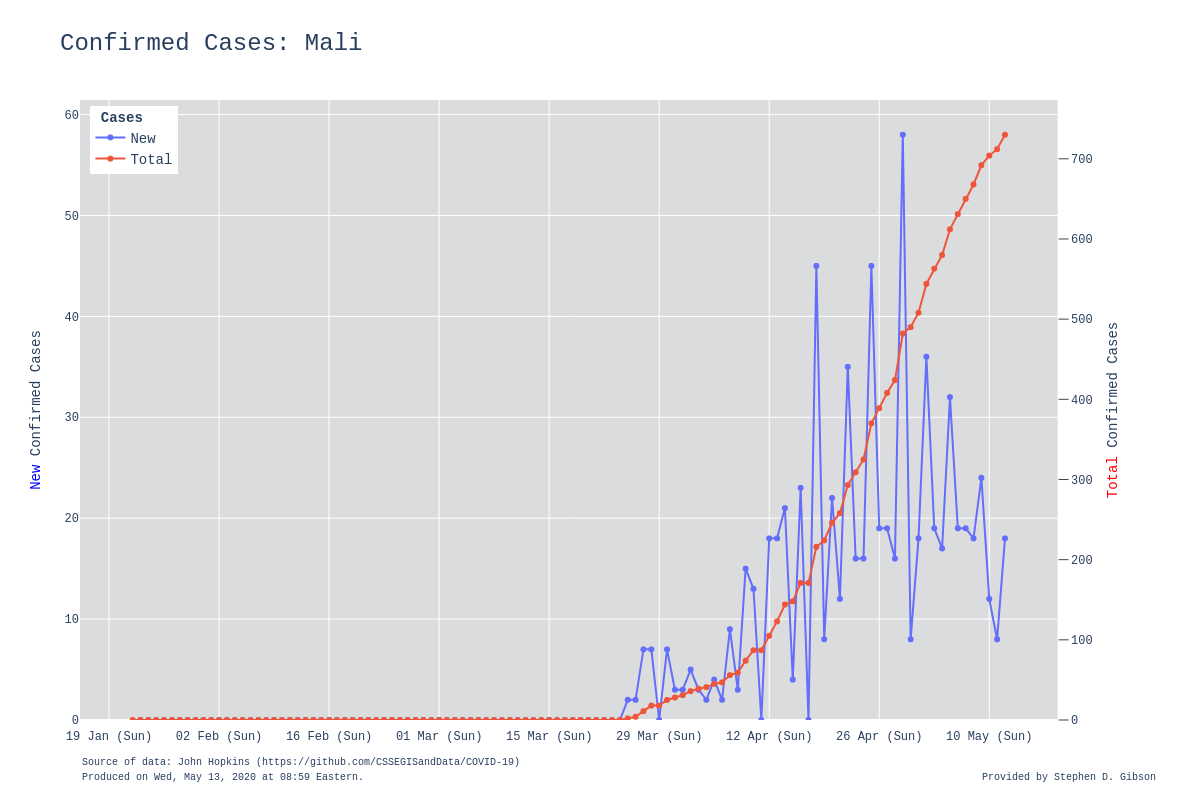 Confirmed Cases: Mali
Cases
New
Total
60
50
40
30
20
10
0
New Confirmed Cases
700
600
500
400
300
200
100
0
Total Confirmed Cases
19 Jan (Sun) 02 Feb (Sun) 16 Feb (Sun) 01 Mar (Sun) 15 Mar (Sun) 29 Mar (Sun) 12 Apr (Sun) 26 Apr (Sun) 10 May (Sun)
Source of data: John Hopkins (https://github.com/CSSEGISandData/COVID-19)
Produced on Wed, May 13, 2020 at 08:59 Eastern.
Provided by Stephen D. Gibson